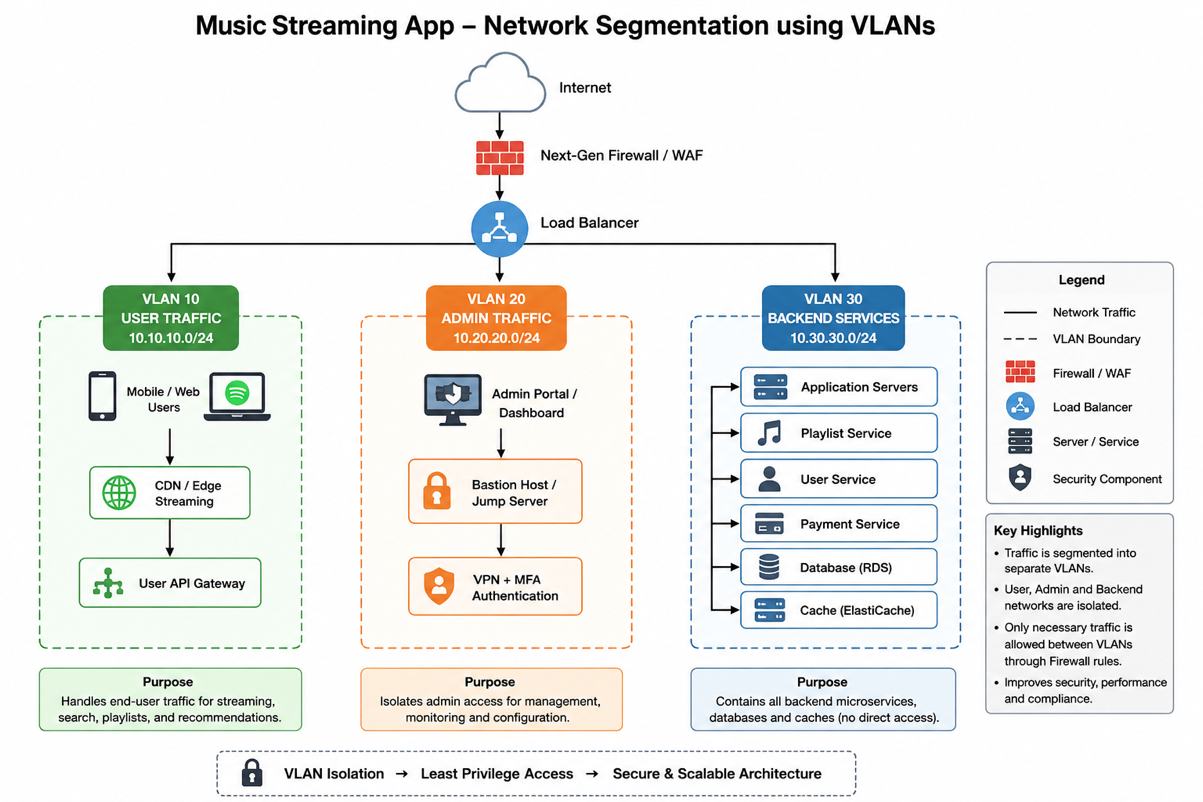 Music Streaming App – Network Segmentation using VLANs
Internet
Next-Gen Firewall / WAF
Load Balancer
VLAN 10
USER TRAFFIC
10.10.10.0/24
Mobile / Web
Users
CDN / Edge
Streaming
User API Gateway
Purpose
Handles end-user traffic for streaming,
search, playlists, and recommendations.
VLAN 20
ADMIN TRAFFIC
10.20.20.0/24
Admin Portal /
Dashboard
Bastion Host /
Jump Server
VPN + MFA
Authentication
Purpose
Isolates admin access for management,
monitoring and configuration.
VLAN 30
BACKEND SERVICES
10.30.30.0/24
Application Servers
Playlist Service
User Service
Payment Service
Database (RDS)
Cache (ElastiCache)
Purpose
Contains all backend microservices,
databases and caches (no direct access).
Legend
Network Traffic
VLAN Boundary
Firewall / WAF
Load Balancer
Server / Service
Security Component
Key Highlights
• Traffic is segmented into
separate VLANs.
• User, Admin and Backend
networks are isolated.
• Only necessary traffic is
allowed between VLANs
through Firewall rules.
• Improves security, performance
and compliance.
VLAN Isolation → Least Privilege Access → Secure & Scalable Architecture